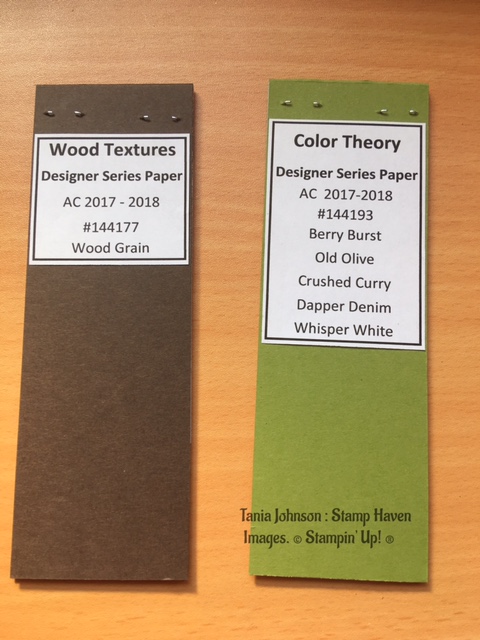 Wood Textures
Designer Series Paper
AC 2017 - 2018
#144177
Wood Grain
Color Theory
Designer Series Paper
AC 2017-2018
#144193
Berry Burst
Old Olive
Crushed Curry
Dapper Denim
Whisper White
Tania Johnson : Stamp Haven
Images. © Stampin' Up! ®